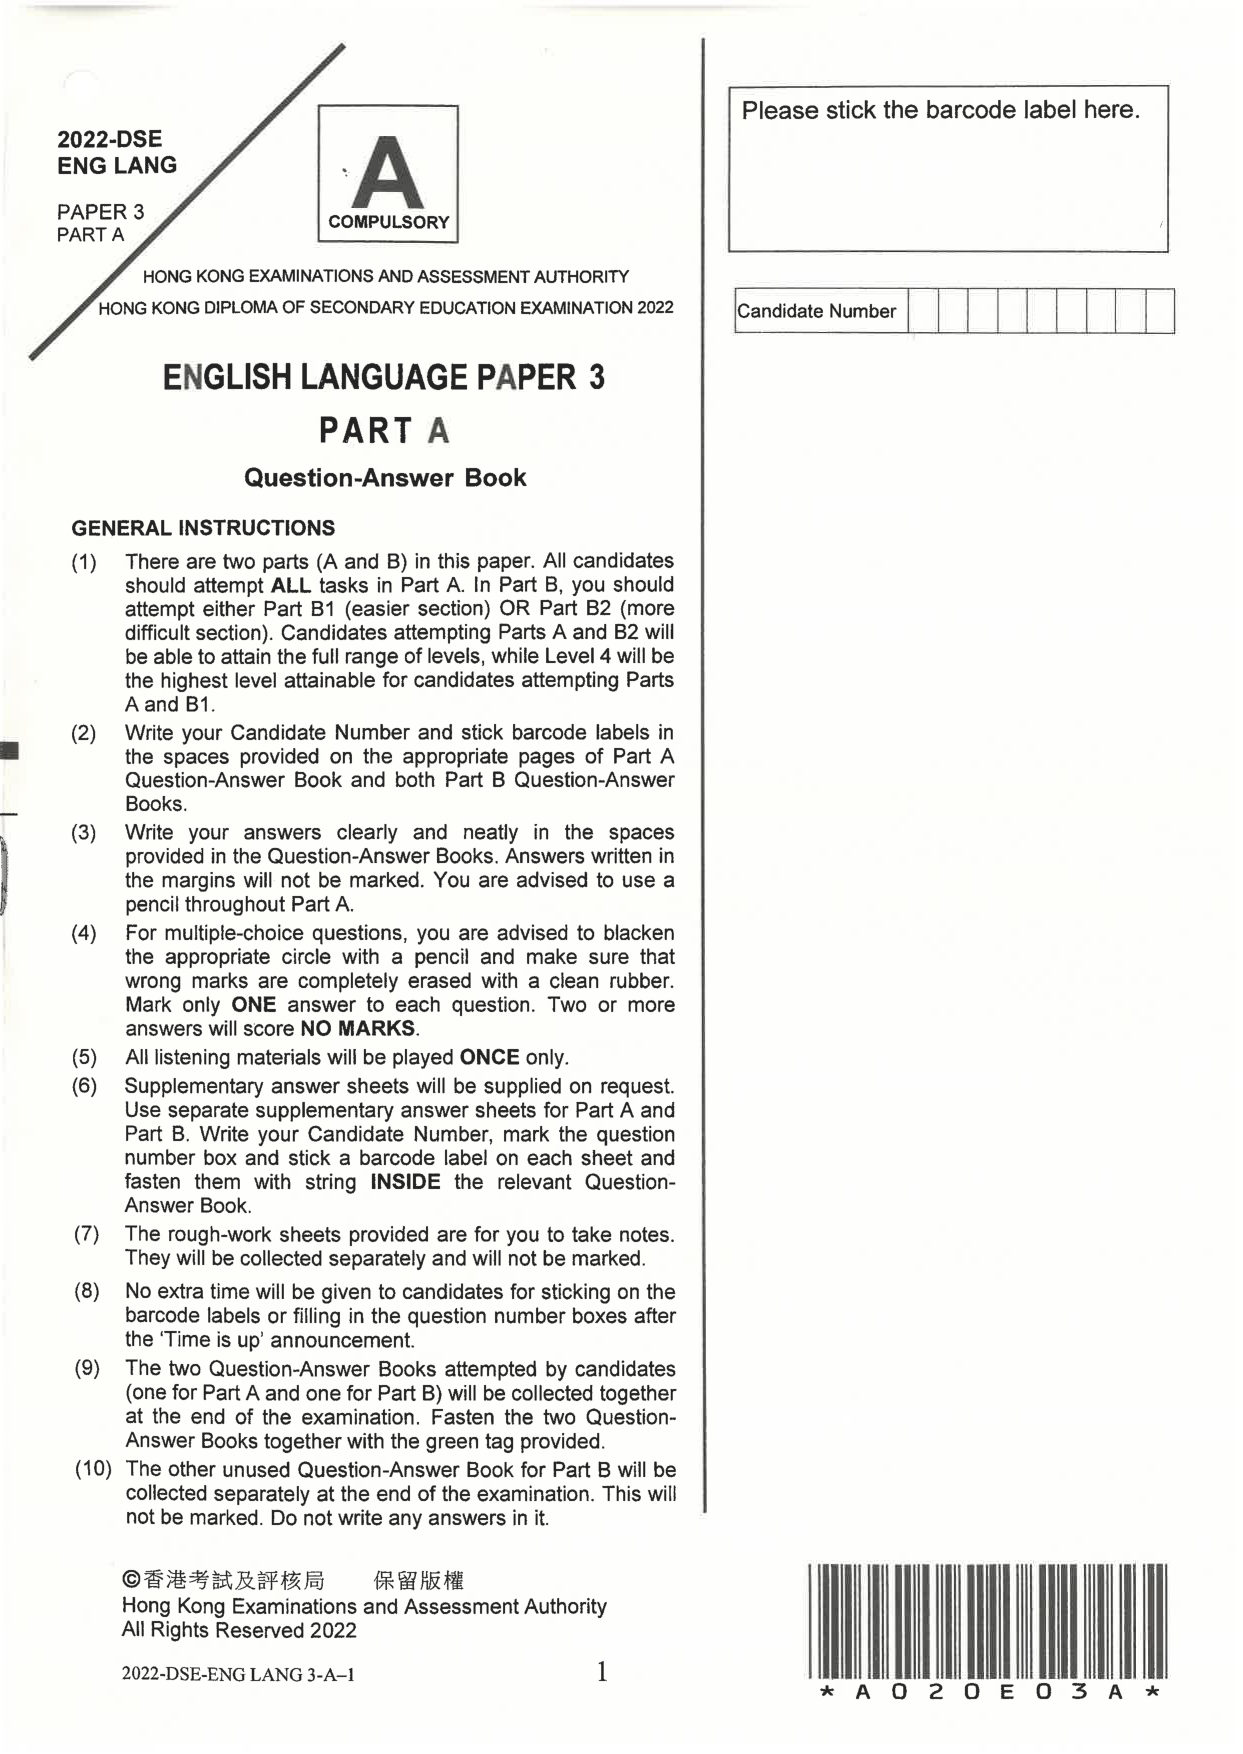 2022-DSE
ENG LANG
PAPER 3
PART A
A
COMPULSORY
HONG KONG EXAMINATIONS AND ASSESSMENT AUTHORITY
HONG KONG DIPLOMA OF SECONDARY EDUCATION EXAMINATION 2022
ENGLISH LANGUAGE PAPER 3
PART A
Question-Answer Book
GENERAL INSTRUCTIONS
(1) There are two parts (A and B) in this paper. All candidates
should attempt ALL tasks in Part A. In Part B, you should
attempt either Part B1 (easier section) OR Part B2 (more
difficult section). Candidates attempting Parts A and B2 will
be able to attain the full range of levels, while Level 4 will be
the highest level attainable for candidates attempting Parts
A and B1.
(2) Write your Candidate Number and stick barcode labels in
the spaces provided on the appropriate pages of Part A
Question-Answer Book and both Part B Question-Answer
Books.
(3) Write your answers clearly and neatly in the spaces
provided in the Question-Answer Books. Answers written in
the margins will not be marked. You are advised to use a
pencil throughout Part A.
(4) For multiple-choice questions, you are advised to blacken
the appropriate circle with a pencil and make sure that
wrong marks are completely erased with a clean rubber.
Mark only ONE answer to each question. Two or more
answers will score NO MARKS.
(5) All listening materials will be played ONCE only.
(6) Supplementary answer sheets will be supplied on request.
Use separate supplementary answer sheets for Part A and
Part B. Write your Candidate Number, mark the question
number box and stick a barcode label on each sheet and
fasten them with string INSIDE the relevant Question-
Answer Book.
(7) The rough-work sheets provided are for you to take notes.
They will be collected separately and will not be marked.
(8) No extra time will be given to candidates for sticking on the
barcode labels or filling in the question number boxes after
the ‘Time is up’ announcement.
(9) The two Question-Answer Books attempted by candidates
(one for Part A and one for Part B) will be collected together
at the end of the examination. Fasten the two Question-
Answer Books together with the green tag provided.
(10) The other unused Question-Answer Book for Part B will be
collected separately at the end of the examination. This will
not be marked. Do not write any answers in it.
©香港考試及評核局 保留版權
Hong Kong Examinations and Assessment Authority
All Rights Reserved 2022
2022-DSE-ENG LANG 3-A–1
1
Please stick the barcode label here.
Candidate Number
* A 0 2 0 E 0 3 A *